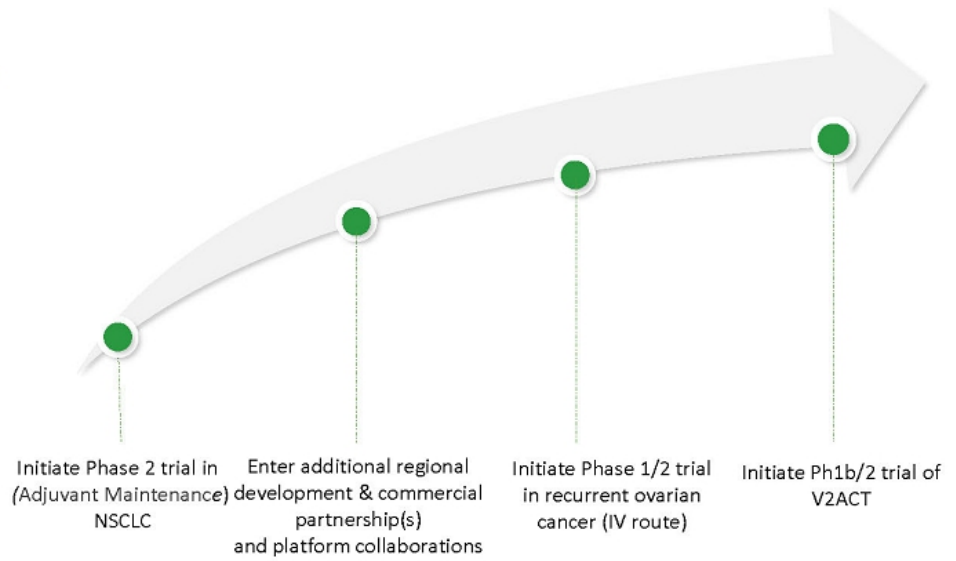 Initiate Phase 2 trial in
(Adjuvant Maintenance)
NSCLC
Enter additional regional
development & commercial
partnership(s)
and platform collaborations
Initiate Phase 1/2 trial
in recurrent ovarian
cancer (IV route)
Initiate Ph1b/2 trial of
V2ACT